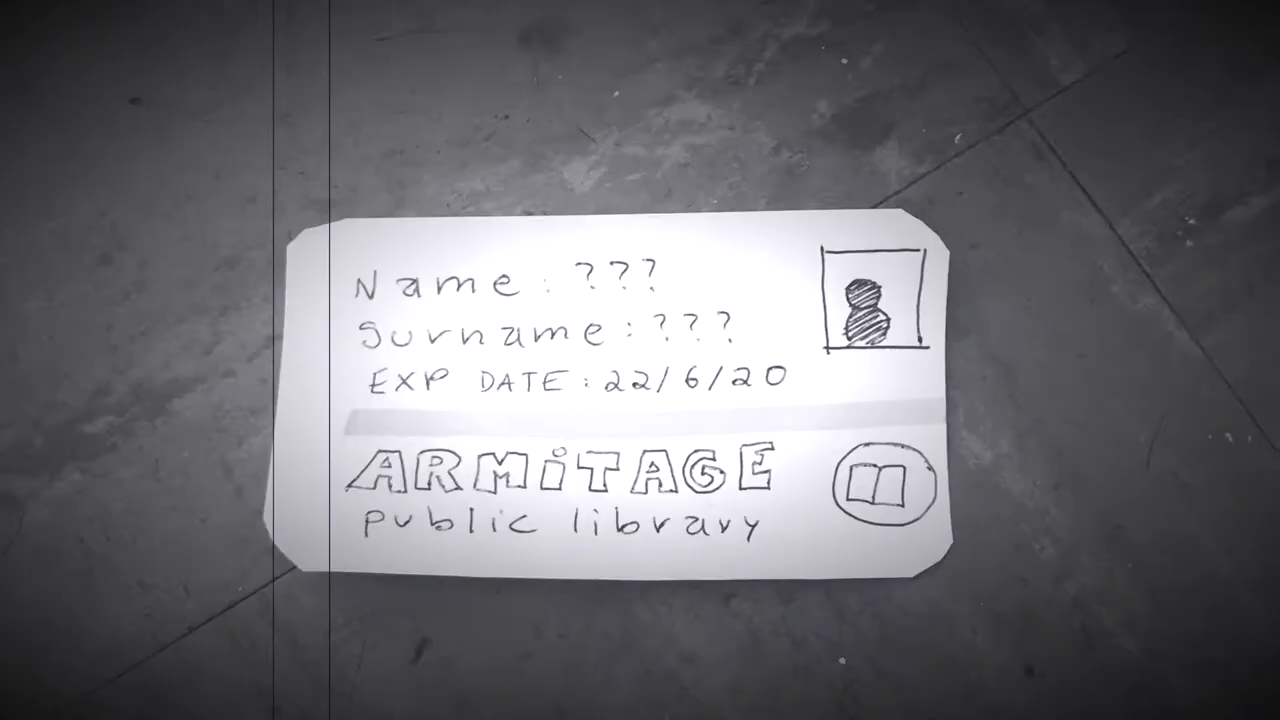 Name: ???
Surname: ???
EXP DATE: 22/6/20
ARMiTAGE
public library